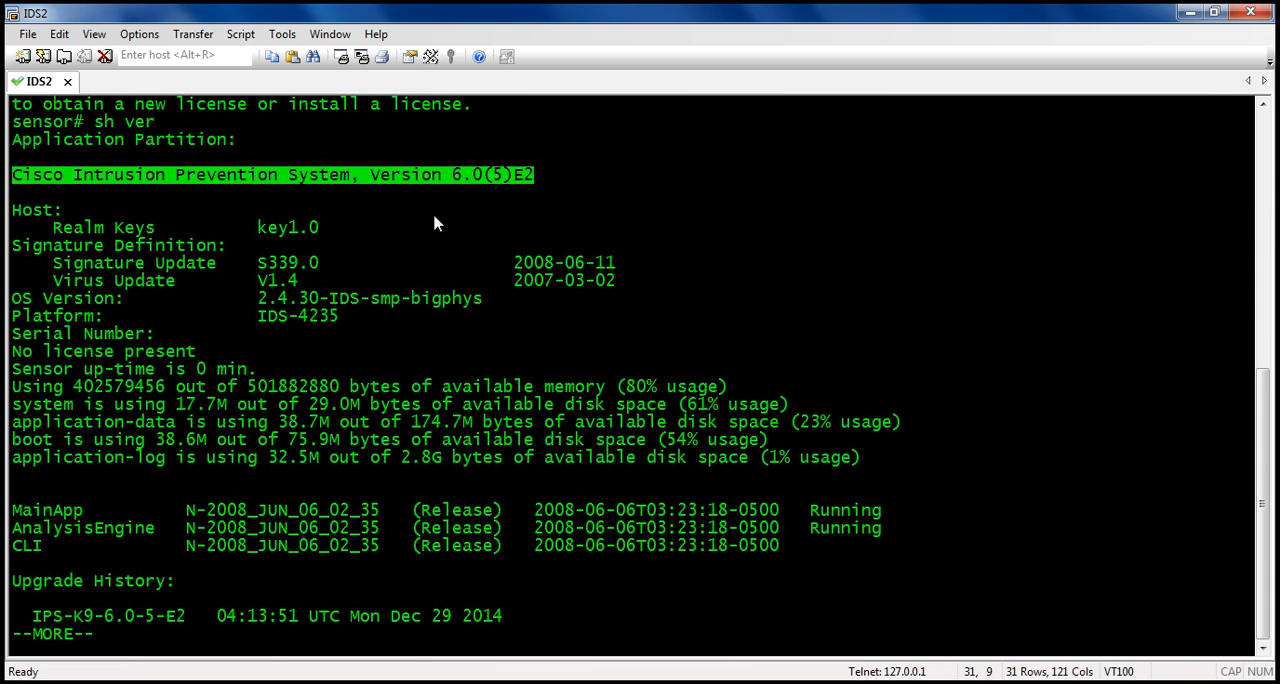 IDS2
File Edit View Transfer Script Tools Window Help
Enter host <Alt+R>
IDS2
to obtain a new license or install a license.
sensor# sh ver
Application Partition:
Cisco Intrusion Prevention System, Version 6.0(5)E2
Host:
Realm Keys key1.0
Signature Definition:
Signature Update S339.0 2008-06-11
Virus Update V1.4 2007-03-02
OS Version: 2.4.30-IDS-smp-bigphys
Platform: IDS-4235
Serial Number:
No license present
Sensor up-time is 0 min.
Using 402579456 out of 501882880 bytes of available memory (80% usage)
system is using 17.7M out of 29.0M bytes of available disk space (61% usage)
application-data is using 38.7M out of 174.7M bytes of available disk space (23% usage)
boot is using 38.6M out of 75.9M bytes of available disk space (54% usage)
application-log is using 32.5M out of 2.8G bytes of available disk space (1% usage)
MainApp N-2008_JUN_06_02_35 (Release) 2008-06-06T03:23:18-0500 Running
AnalysisEngine N-2008_JUN_06_02_35 (Release) 2008-06-06T03:23:18-0500 Running
CLI N-2008_JUN_06_02_35 (Release) 2008-06-06T03:23:18-0500
Upgrade History:
IPS-K9-6.0-5-E2 04:13:51 UTC Mon Dec 29 2014
--MORE--
Ready Telnet: 127.0.0.1 31, 9 31 Rows, 121 Cols VT100 CAP NUM